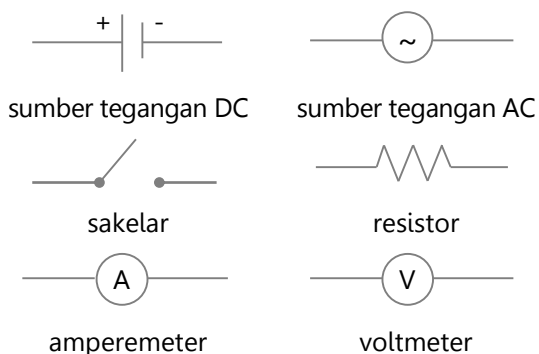 + -
~
sumber tegangan DC
sumber tegangan AC
sakelar
resistor
A
V
amperemeter
voltmeter